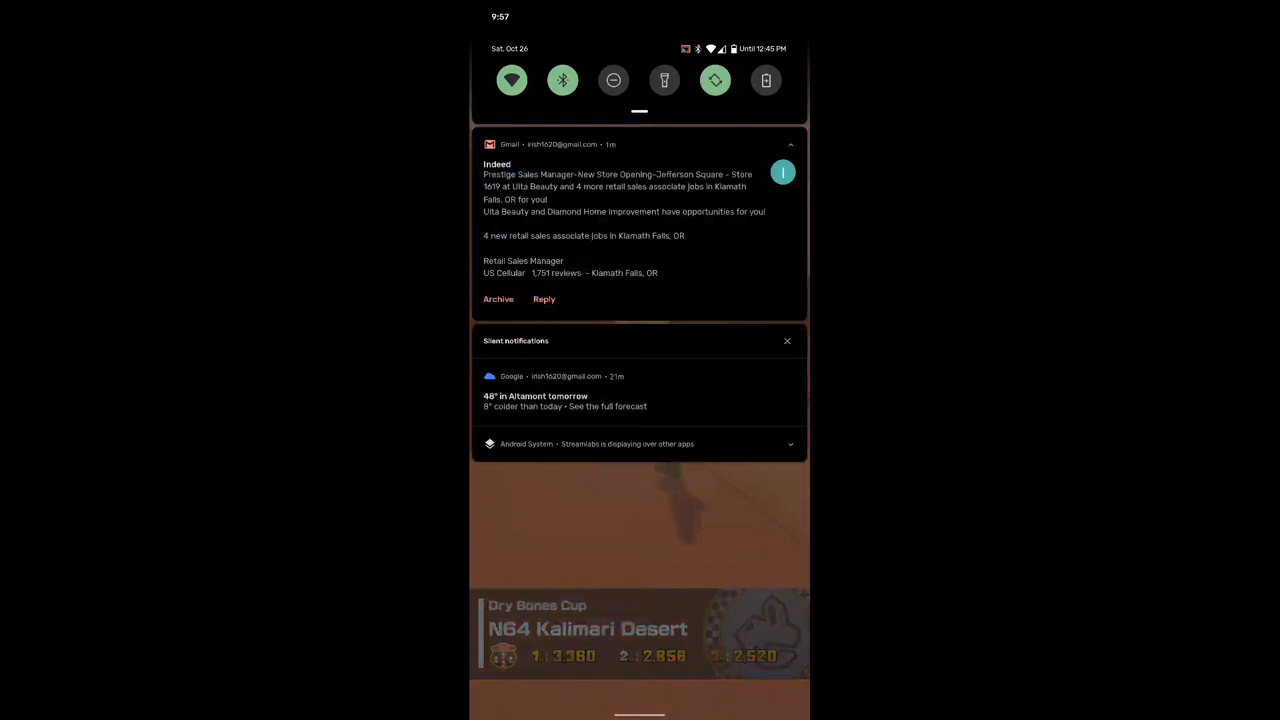 9:57
Sat, Oct 26
Until 12:45 PM
Gmail • irish1620@gmail.com • 1m
Indeed
Prestige Sales Manager-New Store Opening-Jefferson Square - Store
1619 at Ulta Beauty and 4 more retail sales associate jobs in Klamath
Falls, OR for you!
Ulta Beauty and Diamond Home Improvement have opportunities for you!
4 new retail sales associate jobs in Klamath Falls, OR
Retail Sales Manager
US Cellular 1,751 reviews - Klamath Falls, OR
Archive Reply
I
Silent notifications
Google • irish1620@gmail.com • 21m
48° in Altamont tomorrow
8° colder than today • See the full forecast
Android System • Streamlabs is displaying over other apps
Dry Bones Cup
N64 Kalimari Desert
1.: 3,360 2.: 2,856 3.: 2,520